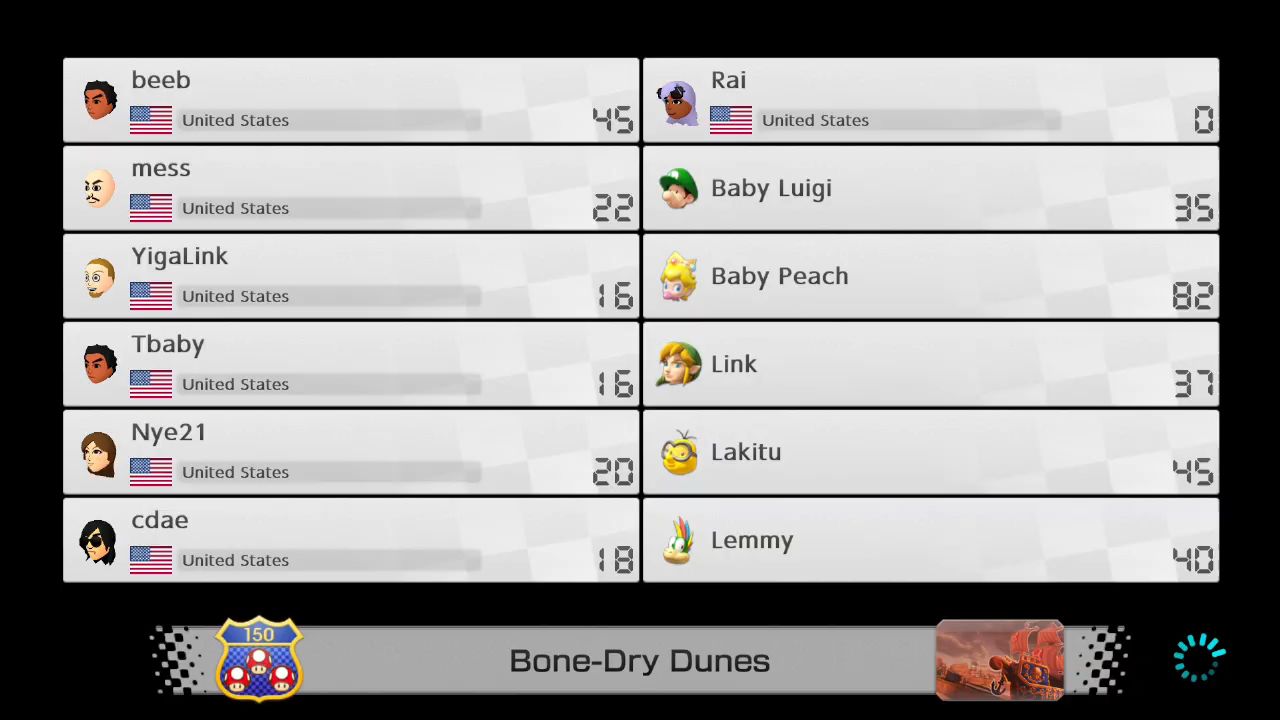 beeb
United States
45
mess
United States
22
YigaLink
United States
16
Tbaby
United States
16
Nye21
United States
20
cdae
United States
18
Rai
United States
0
Baby Luigi
35
Baby Peach
82
Link
37
Lakitu
45
Lemmy
40
150
Bone-Dry Dunes